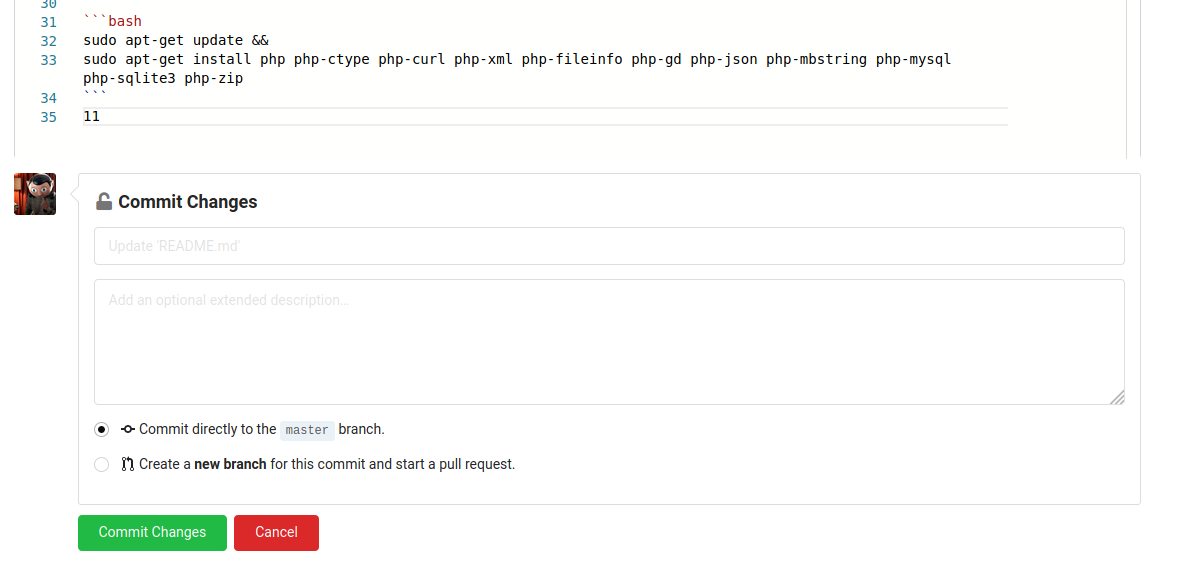 30
31 ```bash
32 sudo apt-get update &&
33 sudo apt-get install php php-ctype php-curl php-xml php-fileinfo php-gd php-json php-mbstring php-mysql
php-sqlite3 php-zip
34 ```
35 11
Commit Changes
Update 'README.md'
Add an optional extended description…
Commit directly to the master branch.
Create a new branch for this commit and start a pull request.
Commit Changes Cancel